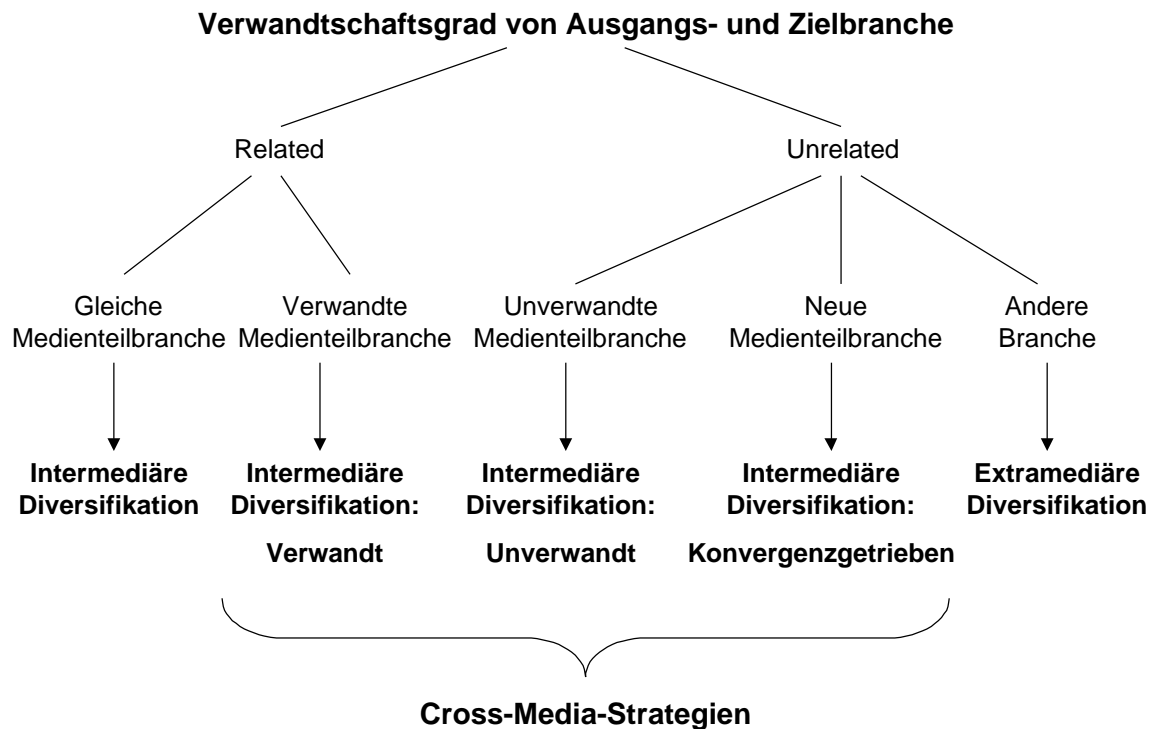 Verwandtschaftsgrad von Ausgangs- und Zielbranche
Related
Unrelated
Gleiche
Medienteilbranche
Verwandte
Medienteilbranche
Unverwandte
Medienteilbranche
Neue
Medienteilbranche
Andere
Branche
Intermediäre
Diversifikation
Intermediäre
Diversifikation:
Verwandt
Intermediäre
Diversifikation:
Unverwandt
Intermediäre
Diversifikation:
Konvergenzgetrieben
Extramediäre
Diversifikation
Cross-Media-Strategien